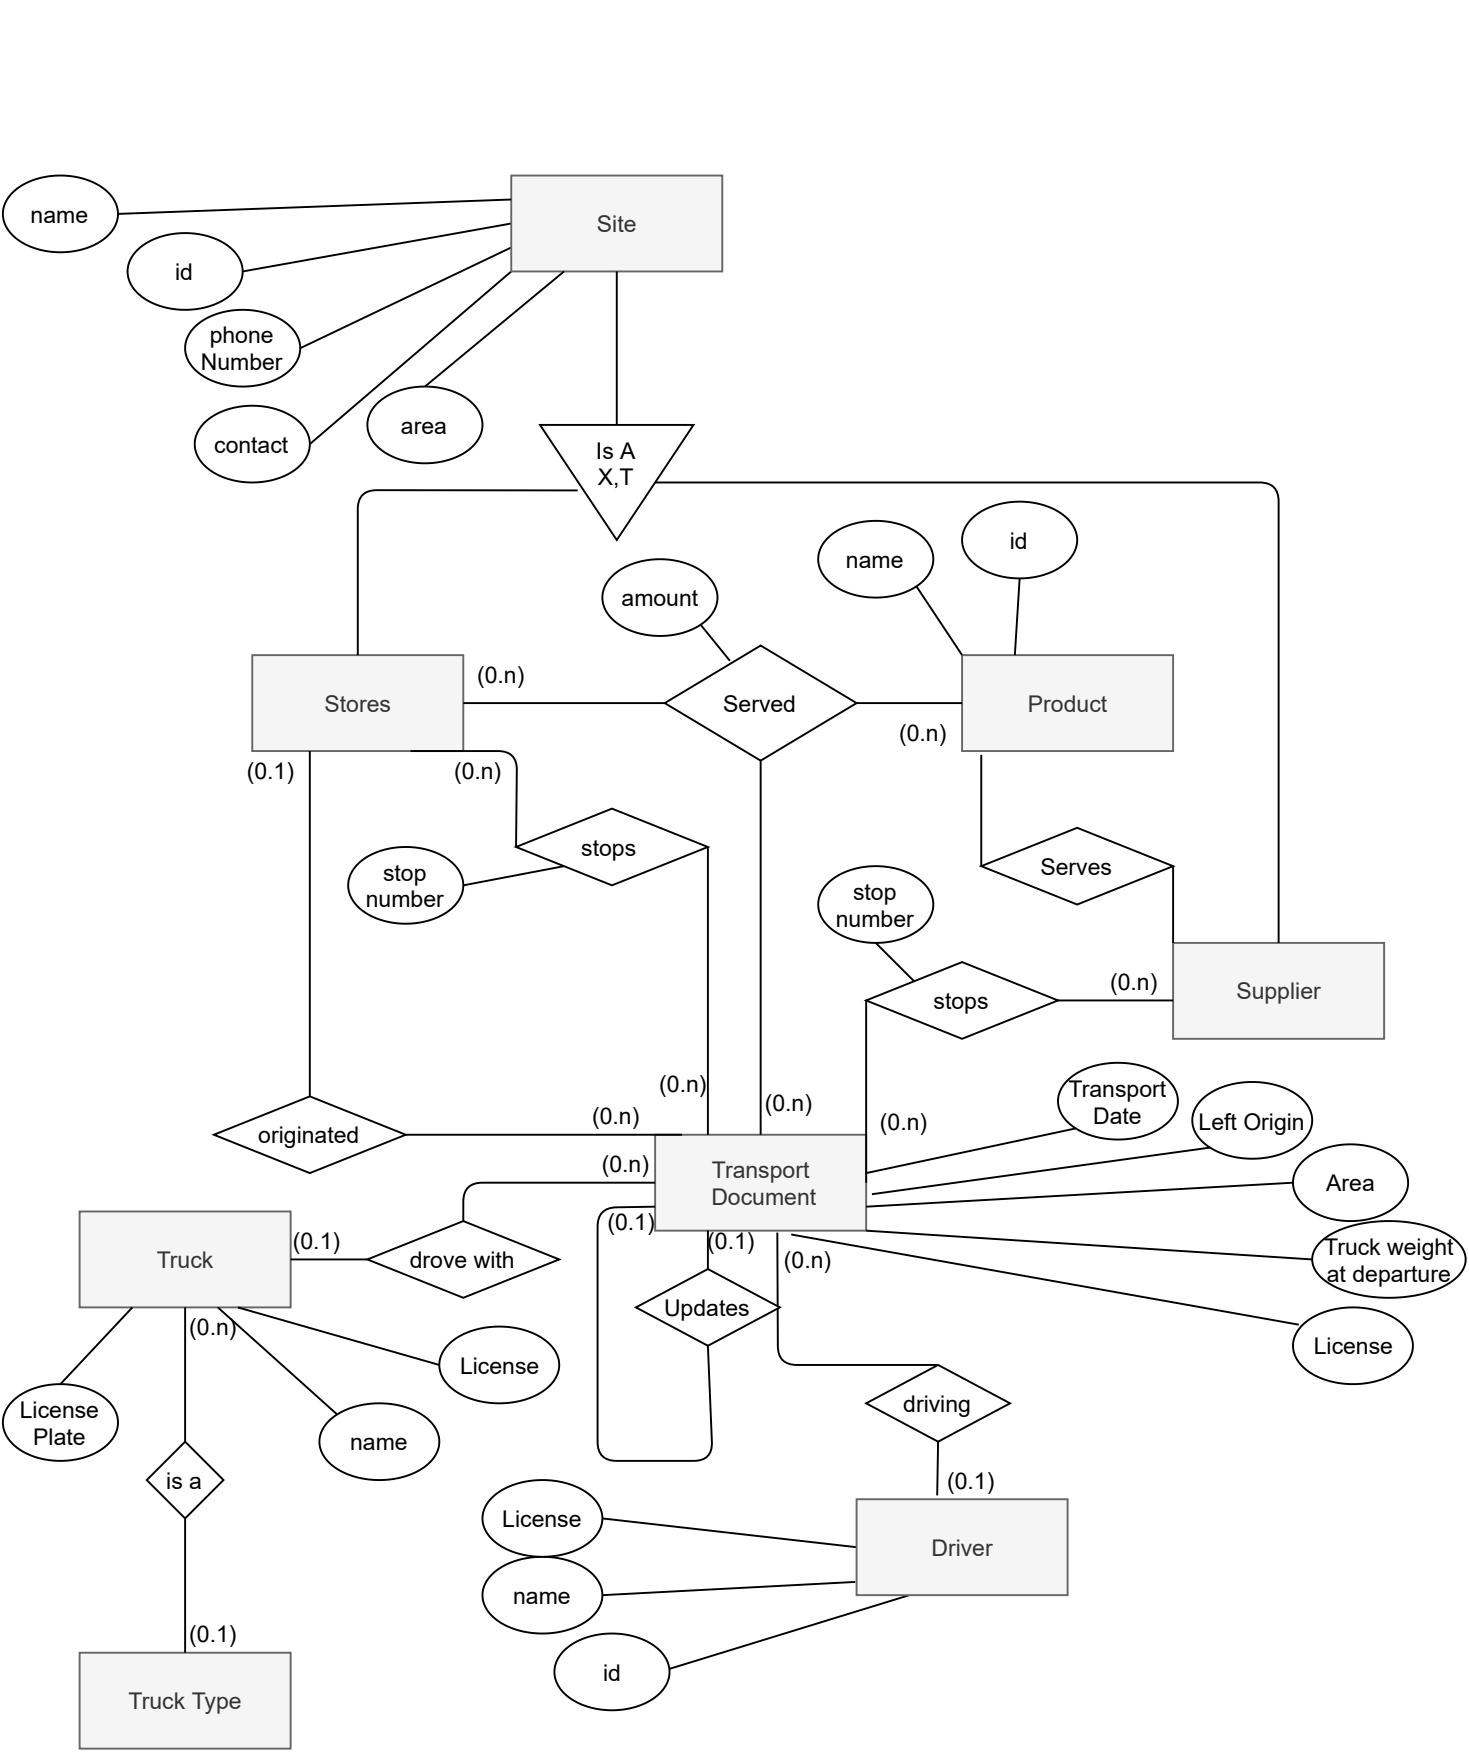 Site
name
id
phone
Number
contact
area
Is A
X,T
name
id
amount
Stores
(0.n)
Served
(0.n)
Product
(0.1)
(0.n)
stops
stop
number
Serves
stop
number
stops
(0.n)
Supplier
(0.n)
(0.n)
(0.n)
(0.n)
originated
Transport
Date
Left Origin
Area
Truck weight
at departure
License
Transport
Document
(0.n)
(0.1)
(0.1)
(0.n)
Truck
(0.1)
drove with
Updates
(0.n)
License
License
Plate
name
is a
driving
(0.1)
License
name
id
Driver
(0.1)
Truck Type